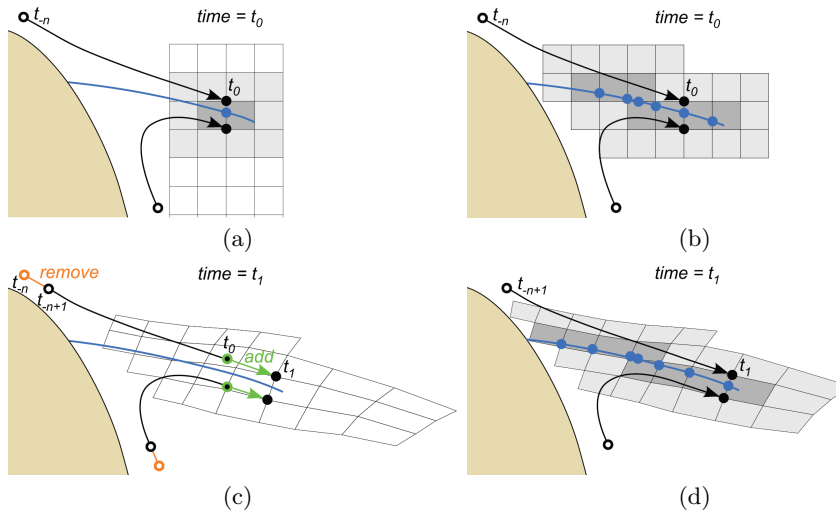 t-n
time = t0
t0
(a)
t-n
time = t0
t0
(b)
remove
time = t1
t-n
t-n+1
t0
add
t1
(c)
time = t1
t-n+1
t1
(d)